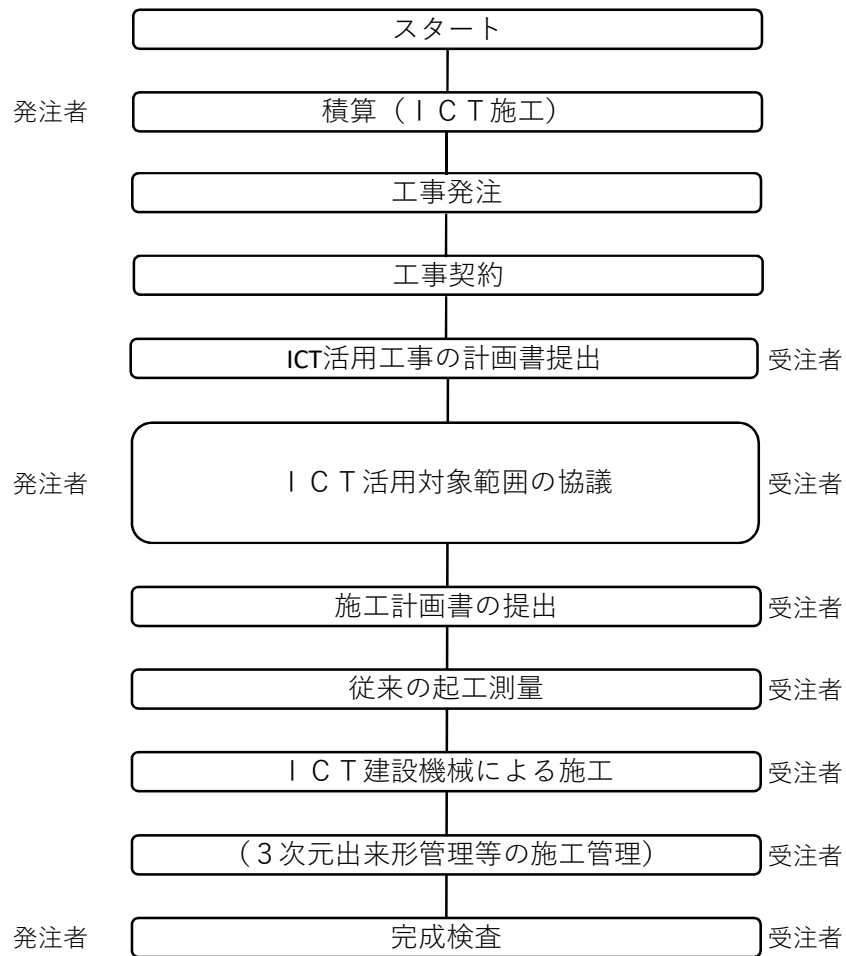 スタート
発注者 積算（ＩＣＴ施工）
工事発注
工事契約
ICT活用工事の計画書提出 受注者
発注者 ＩＣＴ活用対象範囲の協議 受注者
施工計画書の提出 受注者
従来の起工測量 受注者
ＩＣＴ建設機械による施工 受注者
（３次元出来形管理等の施工管理） 受注者
発注者 完成検査 受注者